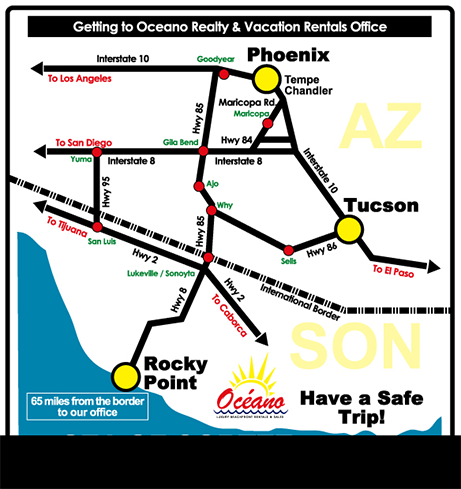 Getting to Oceano Realty & Vacation Rentals Office
Goodyear
Interstate 10
Phoenix
To Los Angeles
Tempe
Chandler
Hwy 85
Maricopa Rd.
Maricopa
AZ
To San Diego
Gila Bend
Hwy 84
Yuma
Interstate 8
Interstate 8
Interstate 10
Ajo
Hwy 95
Why
Tucson
Hwy 85
To Tijuana
San Luis
Hwy 2
Sells
Hwy 86
To El Paso
Lukeville / Sonoyta
International Border
Hwy 8
Hwy 2
To Caborca
SON
Rocky
Point
65 miles from the border
to our office
Océano
LUXURY BEACHFRONT RENTALS & SALES
Have a Safe
Trip!